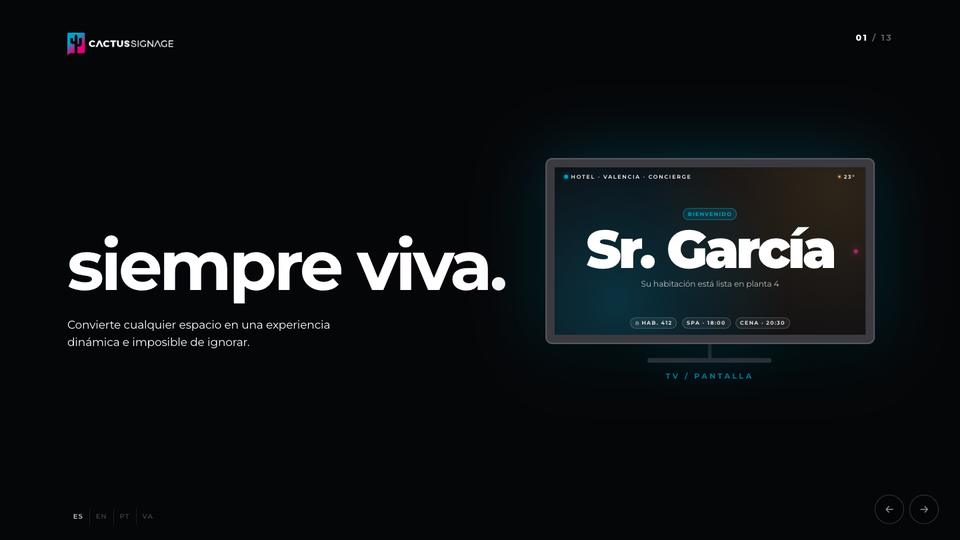 CACTUSSIGNAGE
01 / 13
siempre viva.
Convierte cualquier espacio en una experiencia
dinámica e imposible de ignorar.
HOTEL · VALENCIA · CONCIERGE
23°
BIENVENIDO
Sr. García
Su habitación está lista en planta 4
HAB. 412
SPA · 18:00
CENA · 20:30
TV / PANTALLA
ES EN PT VA